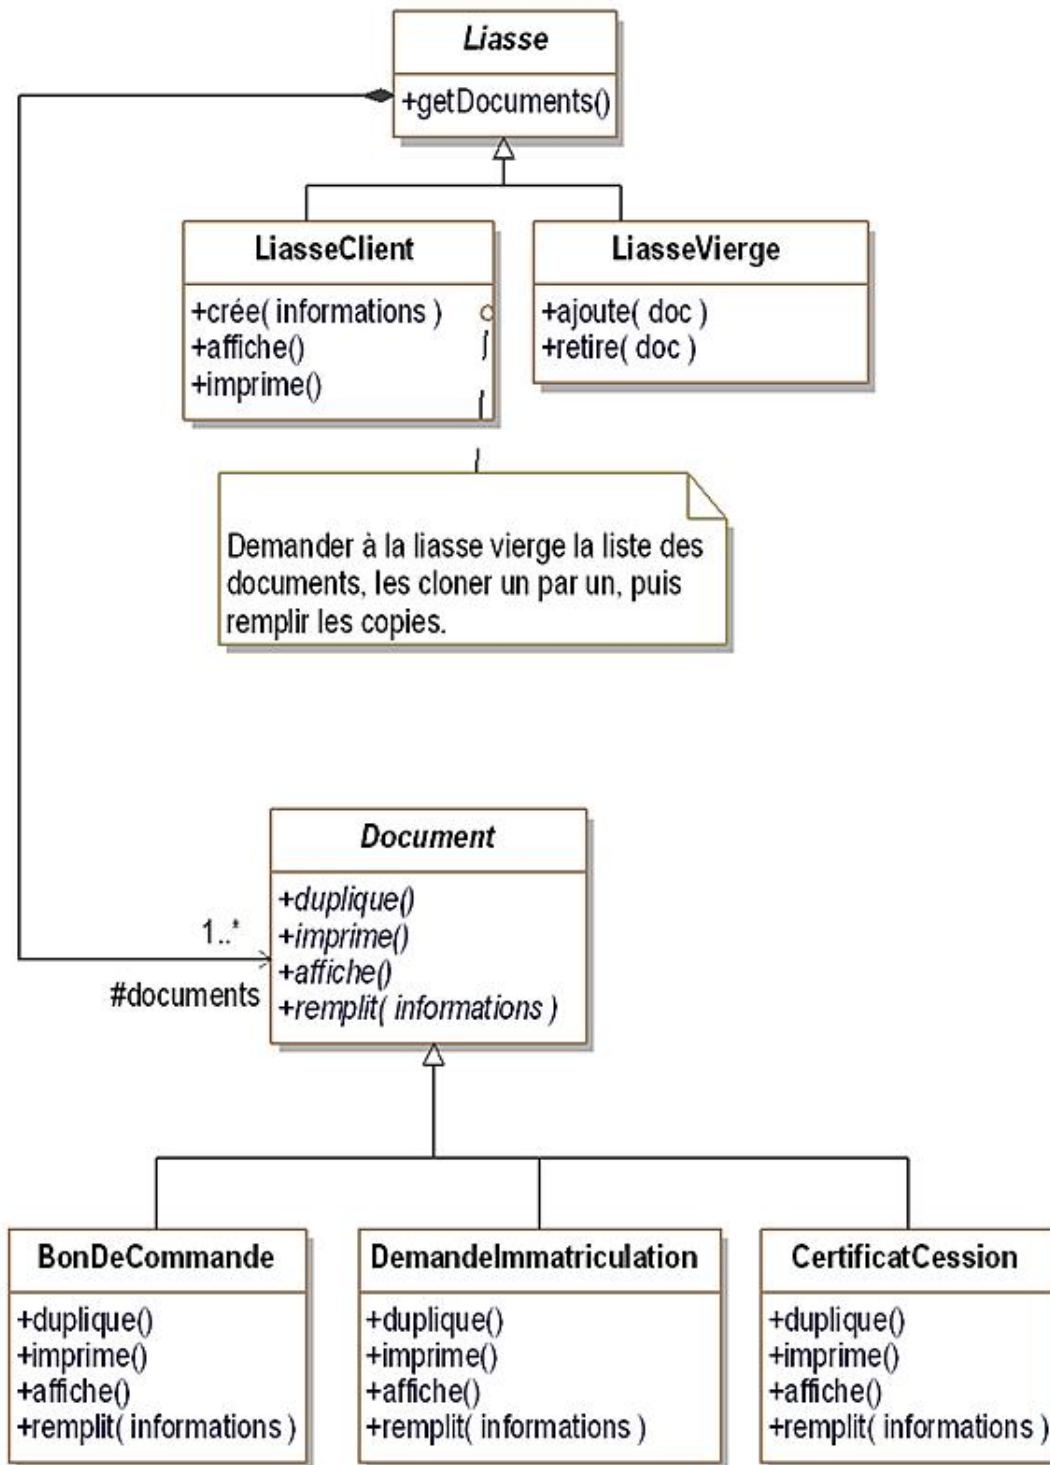 Liasse
+getDocuments()
LiasseClient
+crée( informations )
+affiche()
+imprime()
LiasseVierge
+ajoute( doc )
+retire( doc )
Demander à la liasse vierge la liste des
documents, les cloner un par un, puis
remplir les copies.
Document
+duplique()
+imprime()
+affiche()
+remplit( informations )
1..*
#documents
BonDeCommande
+duplique()
+imprime()
+affiche()
+remplit( informations )
DemandeImmatriculation
+duplique()
+imprime()
+affiche()
+remplit( informations )
CertificatCession
+duplique()
+imprime()
+affiche()
+remplit( informations )